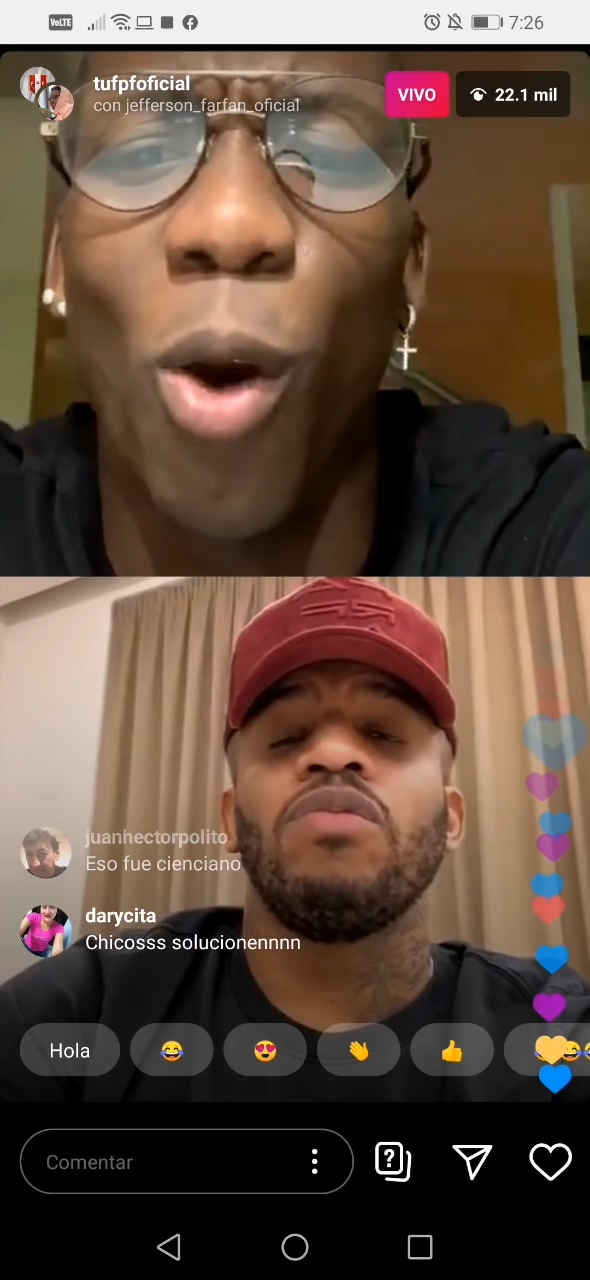 VoLTE
7:26
tufpfoficial
con jefferson_farfan_oficial
VIVO
22.1 mil
juanhectorpolito
Eso fue cienciano
darycita
Chicosss solucionennnn
Hola
Comentar